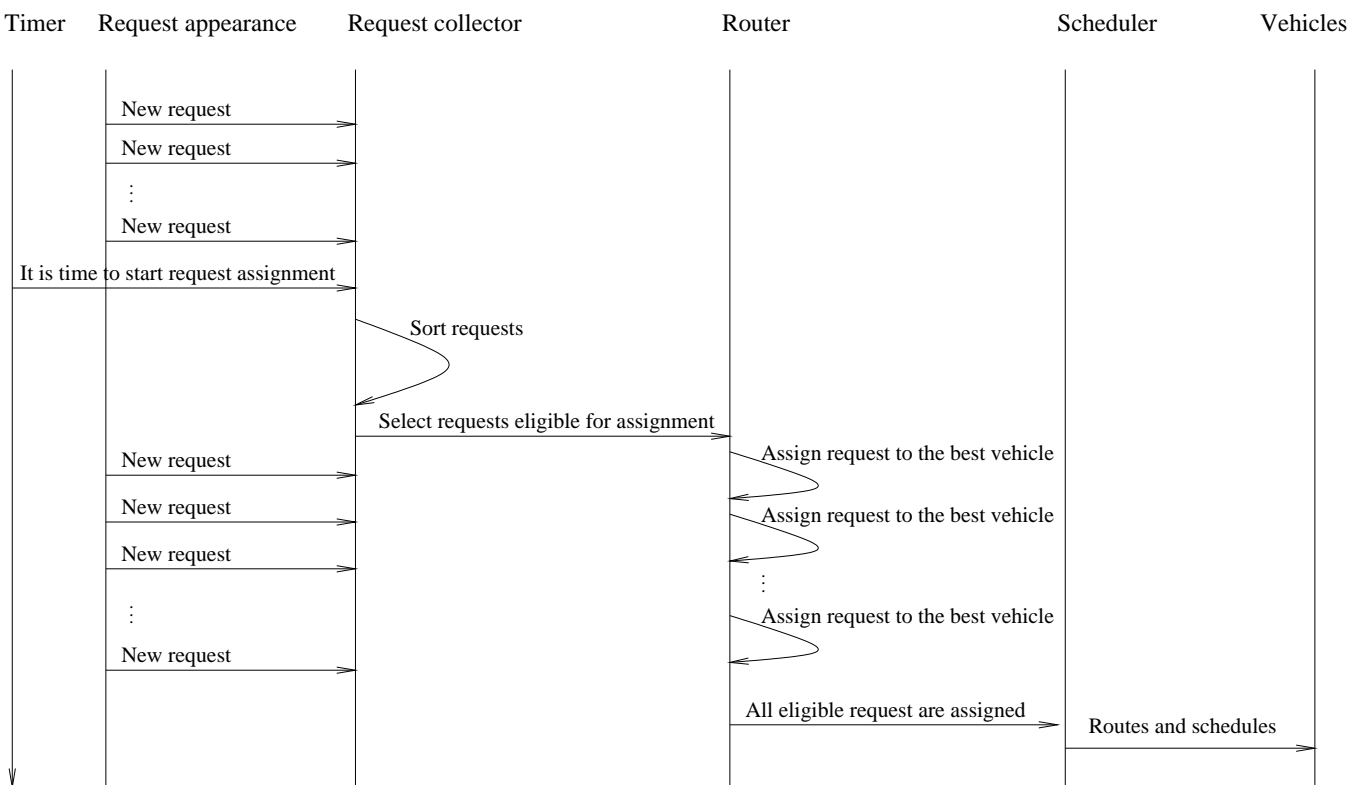 Timer
Request appearance
Request collector
Router
Scheduler
Vehicles
New request
New request
⋮
New request
It is time to start request assignment
Sort requests
Select requests eligible for assignment
Assign request to the best vehicle
New request
New request
Assign request to the best vehicle
New request
⋮
⋮
Assign request to the best vehicle
New request
All eligible request are assigned
Routes and schedules